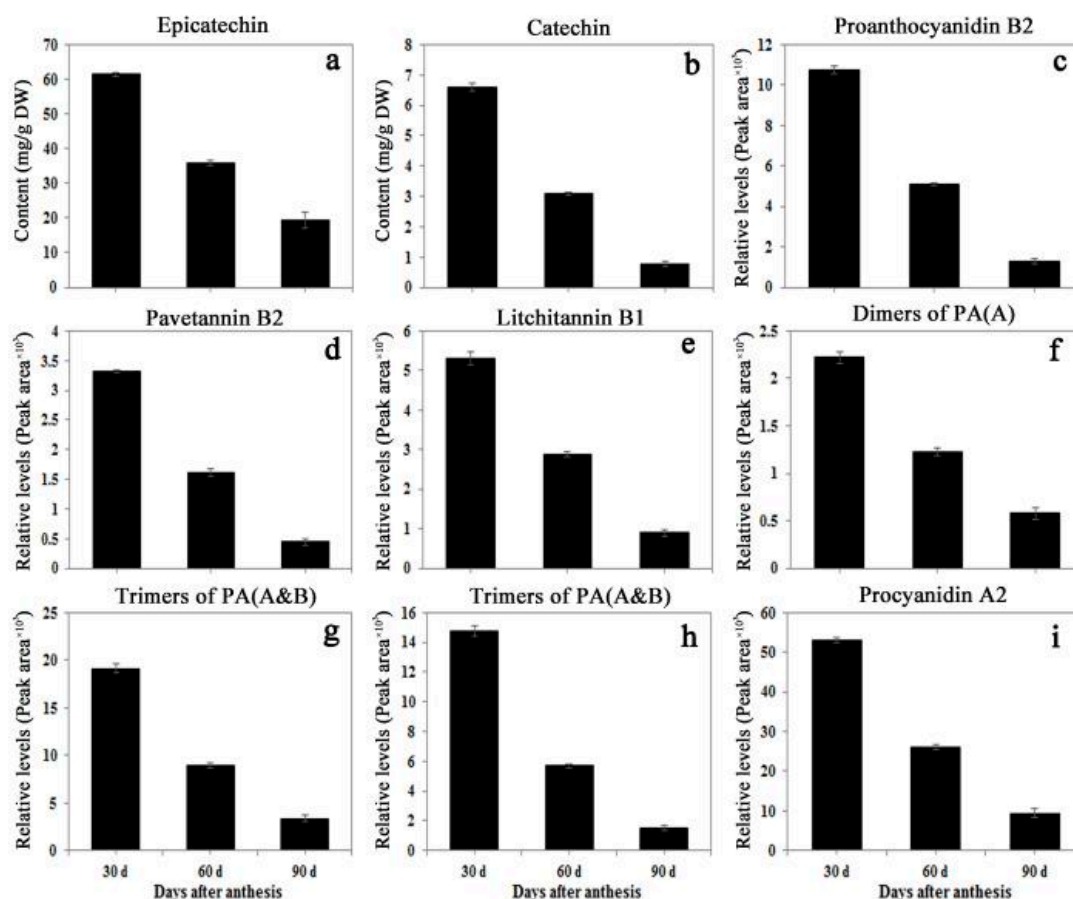 Epicatechin
a
Content (mg/g DW)
70
60
50
40
30
20
10
0
Catechin
b
Content (mg/g DW)
8
7
6
5
4
3
2
1
0
Proanthocyanidin B2
c
Relative levels (Peak area×10⁵)
12
10
8
6
4
2
0
Pavetannin B2
d
Relative levels (Peak area×10⁵)
4
3.5
3
2.5
2
1.5
1
0.5
0
Litchitannin B1
e
Relative levels (Peak area×10⁵)
6
5
4
3
2
1
0
Dimers of PA(A)
f
Relative levels (Peak area×10⁵)
2.5
2
1.5
1
0.5
0
Trimers of PA(A&B)
g
Relative levels (Peak area×10⁵)
25
20
15
10
5
0
30 d 60 d 90 d
Days after anthesis
Trimers of PA(A&B)
h
Relative levels (Peak area×10⁵)
16
14
12
10
8
6
4
2
0
30 d 60 d 90 d
Days after anthesis
Procyanidin A2
i
Relative levels (Peak area×10⁵)
60
50
40
30
20
10
0
30 d 60 d 90 d
Days after anthesis